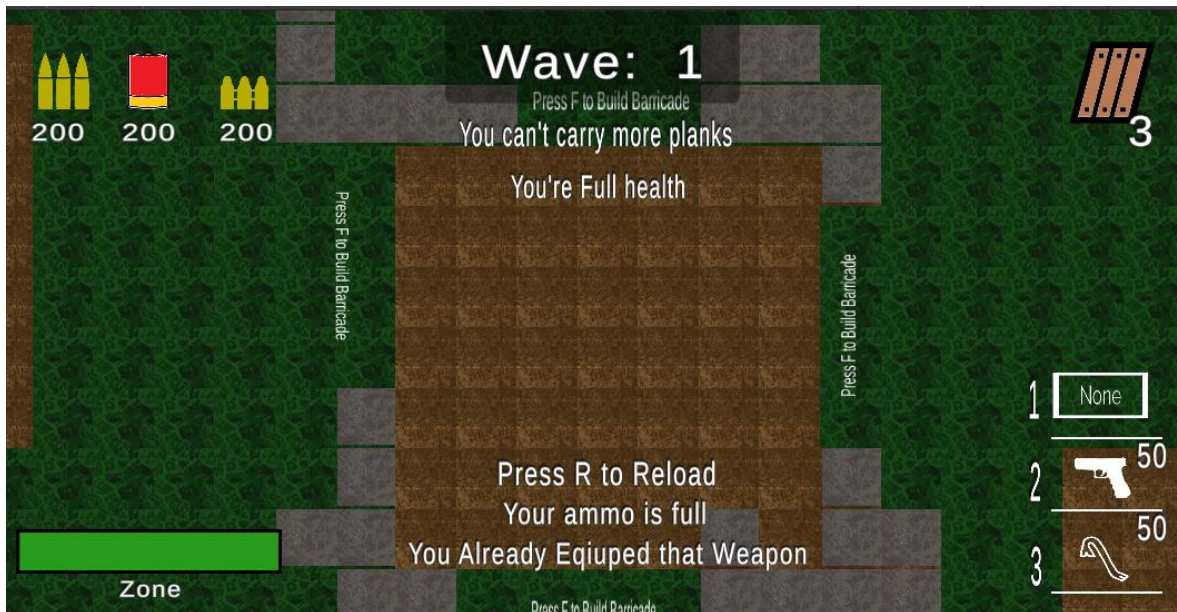 Wave: 1
Press F to Build Barricade
200 200 200
You can't carry more planks
3
You're Full health
Press F to Build Barricade
Press F to Build Barricade
1 None
50
2
Press R to Reload
Your ammo is full
50
You Already Eqiuped that Weapon
3
Zone
Press F to Build Barricade